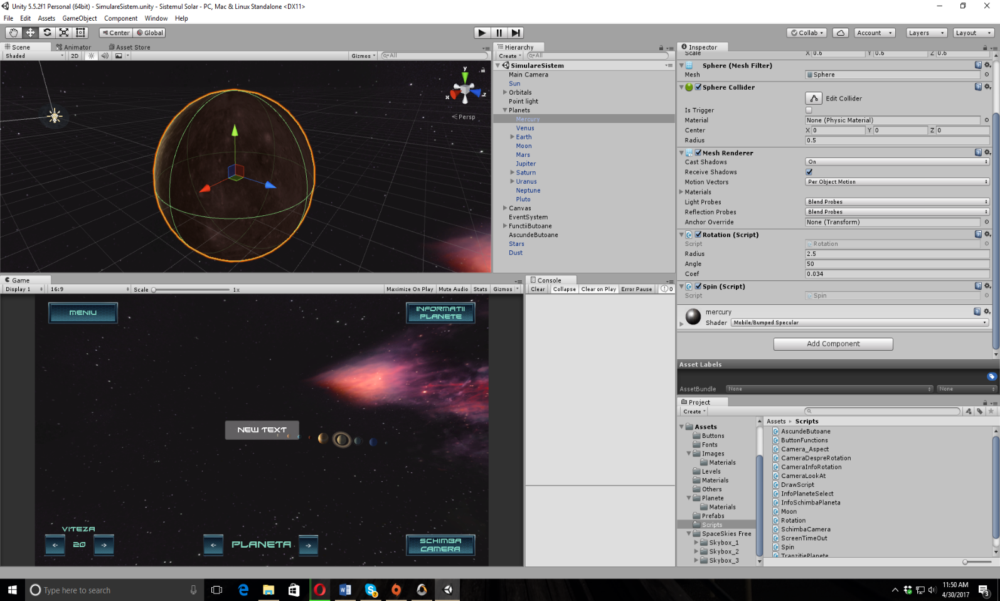 Unity 5.5.2f1 Personal (64bit) - SimulareSistem.unity - Sistemul Solar - PC, Mac & Linux Standalone <DX11>
File Edit Assets GameObject Component Window Help
Center Global
Collab Account Layers Layout
Scene Animator Asset Store
Shaded 2D Gizmos All
y
x z
Persp
Hierarchy
Create All
SimulareSistem
Main Camera
Sun
Orbitals
Point light
Planets
Mercury
Venus
Earth
Moon
Mars
Jupiter
Saturn
Uranus
Neptune
Pluto
Canvas
EventSystem
FunctiiButoane
AscundeButoane
Stars
Dust
Inspector
Scale X 0.6 Y 0.6 Z 0.6
Sphere (Mesh Filter)
Mesh Sphere
Sphere Collider
Edit Collider
Is Trigger
Material None (Physic Material)
Center X 0 Y 0 Z 0
Radius 0.5
Mesh Renderer
Cast Shadows On
Receive Shadows
Motion Vectors Per Object Motion
Materials
Light Probes Blend Probes
Reflection Probes Blend Probes
Anchor Override None (Transform)
Rotation (Script)
Script Rotation
Radius 2.5
Angle 50
Coef 0.034
Spin (Script)
Script Spin
mercury
Shader Mobile/Bumped Specular
Add Component
Asset Labels
AssetBundle None None
Game
Display 1 16:9 Scale 1x Maximize On Play Mute Audio Stats Gizmos
MENIU
INFORMATII
PLANETE
NEW TEXT
VITEZA
20
PLANETA
SCHIMBA
CAMERA
Console
Clear Collapse Clear on Play Error Pause 0
Project
Create
Assets
Buttons
Fonts
Images
Materials
Levels
Materials
Others
Planete
Materials
Prefabs
Scripts
SpaceSkies Free
Skybox_1
Skybox_2
Skybox_3
Assets Scripts
AscundeButoane
ButtonFunctions
Camera_Aspect
CameraDespreRotation
CameraInfoRotation
CameraLookAt
DrawScript
InfoPlaneteSelect
InfoSchimbaPlaneta
Moon
Rotation
SchimbaCamera
ScreenTimeOut
Spin
TranzitiePlanete
Type here to search
11:50 AM
4/30/2017
3